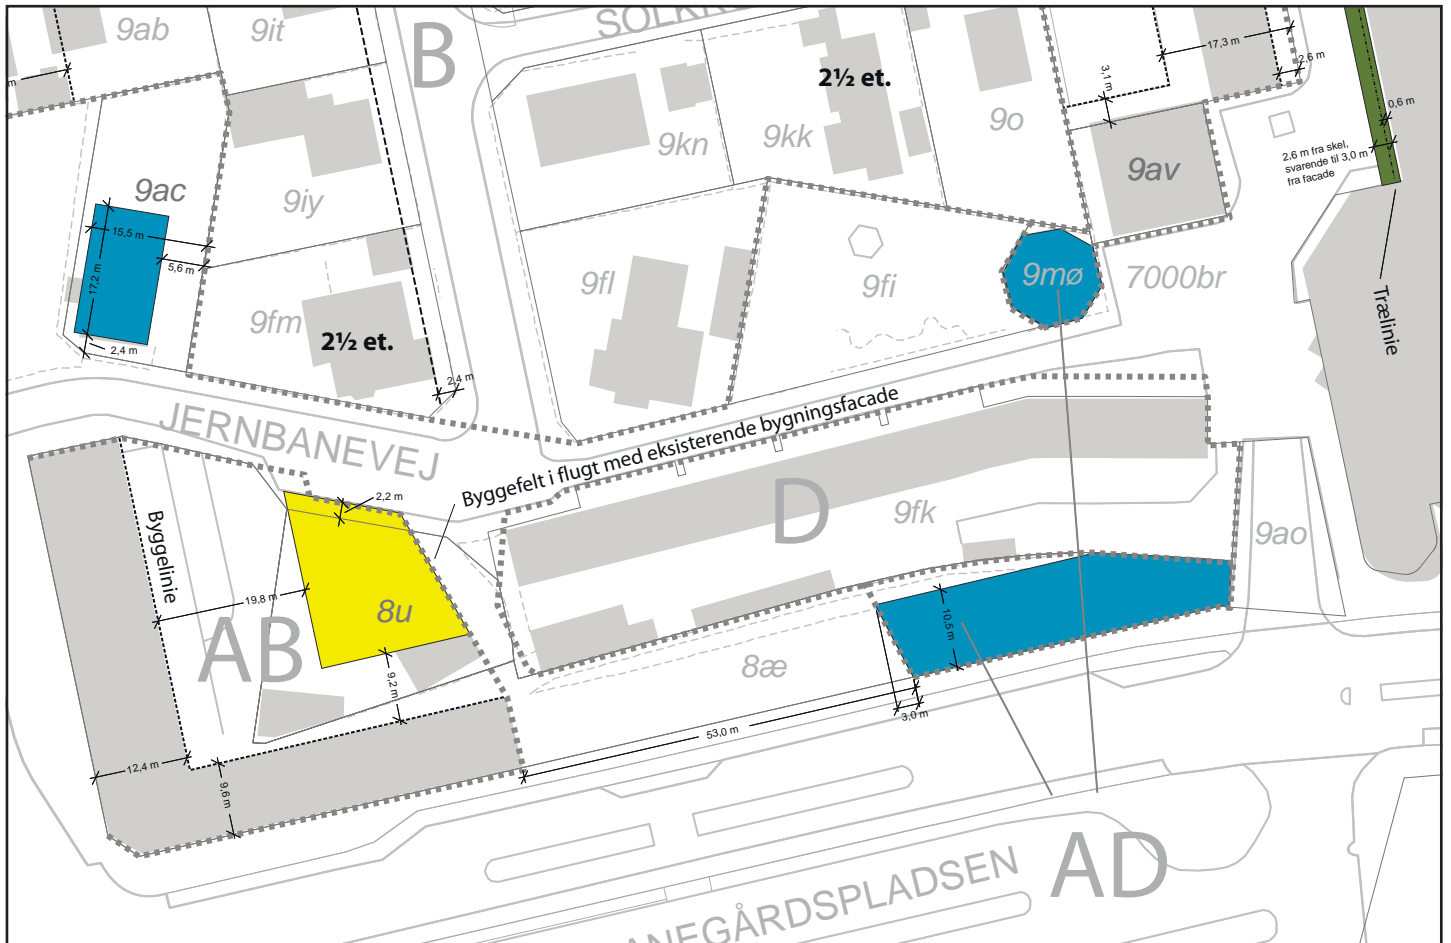 9ab
9it
B
SOLKR
2½ et.
9kn
9kk
9o
17,3 m
2,6 m
3,1 m
0,6 m
2.6 m fra skel,
svarende til 3,0 m
fra facade
m
9ac
9iy
9av
15,5 m
5,6 m
17,2 m
2,4 m
9fm
2½ et.
2,4 m
9fl
9fi
9mø
7000br
Trælinie
JERNBANEVEJ
Byggefelt i flugt med eksisterende bygningsfacade
2,2 m
Byggelinie
D
9fk
9ao
19,8 m
8u
AB
9,2 m
10,5 m
8æ
3,0 m
53,0 m
12,4 m
9,6 m
AD
ANEGÅRDSPLADSEN